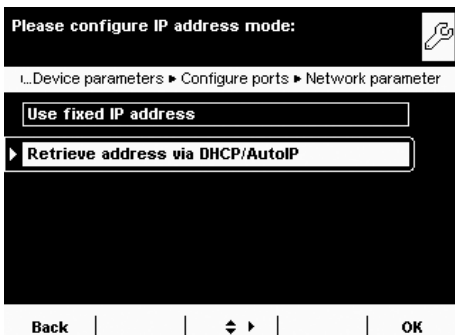 Please configure IP address mode:
...Device parameters ▸ Configure ports ▸ Network parameter
Use fixed IP address
Retrieve address via DHCP/AutoIP
Back OK